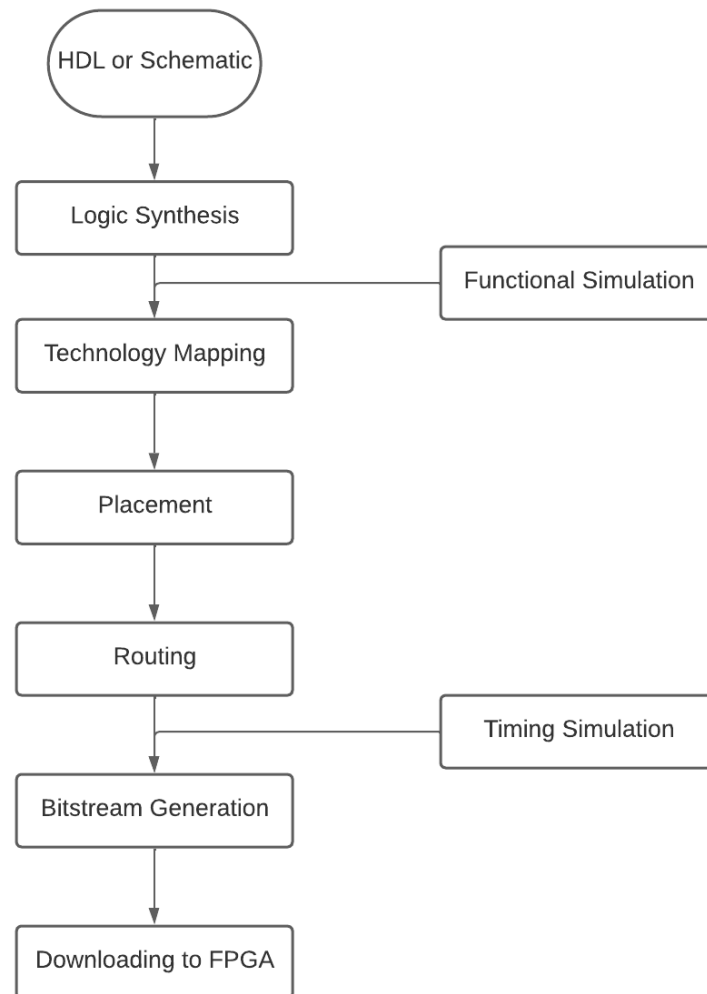 HDL or Schematic
Logic Synthesis
Functional Simulation
Technology Mapping
Placement
Routing
Timing Simulation
Bitstream Generation
Downloading to FPGA